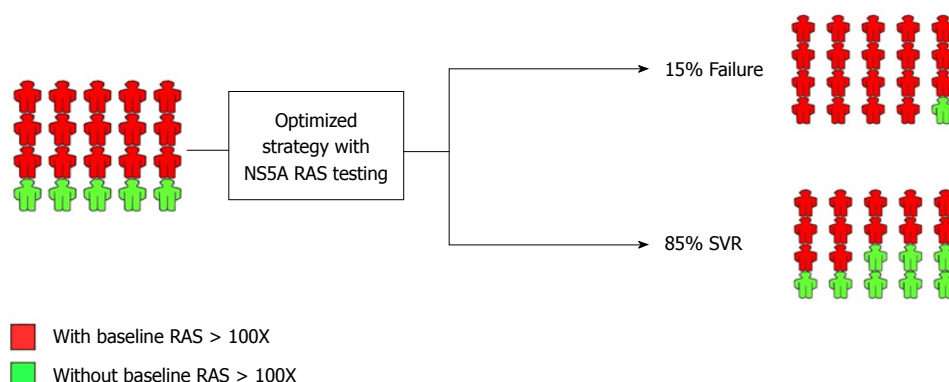 Optimized
strategy with
NS5A RAS testing
15% Failure
85% SVR
With baseline RAS > 100X
Without baseline RAS > 100X